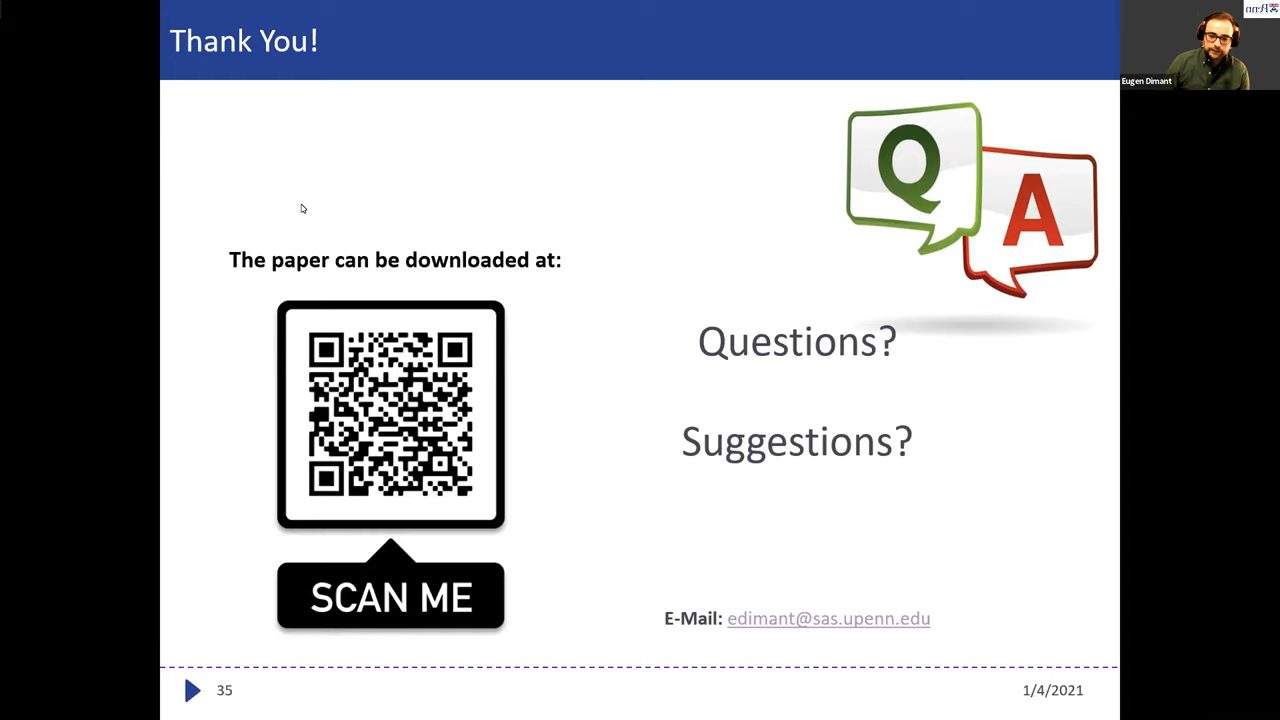 Thank You!
Eugen Dimant
Q
A
The paper can be downloaded at:
Questions?
Suggestions?
SCAN ME
E-Mail: edimant@sas.upenn.edu
35
1/4/2021